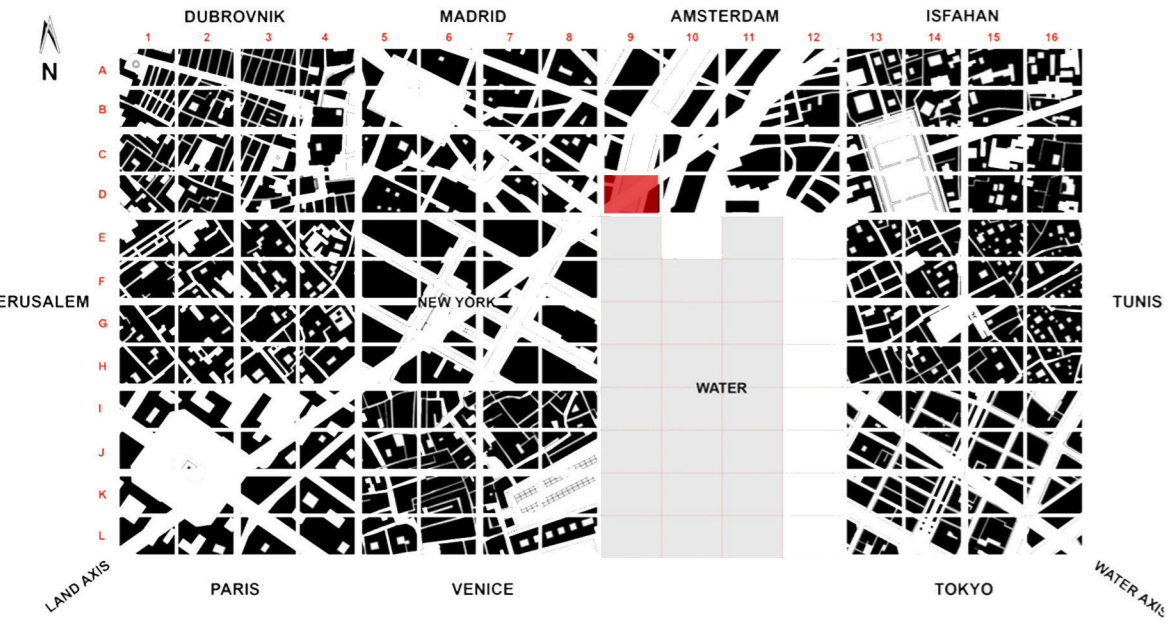 DUBROVNIK MADRID AMSTERDAM ISFAHAN
1 2 3 4 5 6 7 8 9 10 11 12 13 14 15 16
N
A
B
C
D
E
F
ERUSALEM NEW YORK TUNIS
G
H
WATER
I
J
K
L
LAND AXIS WATER AXIS
PARIS VENICE TOKYO